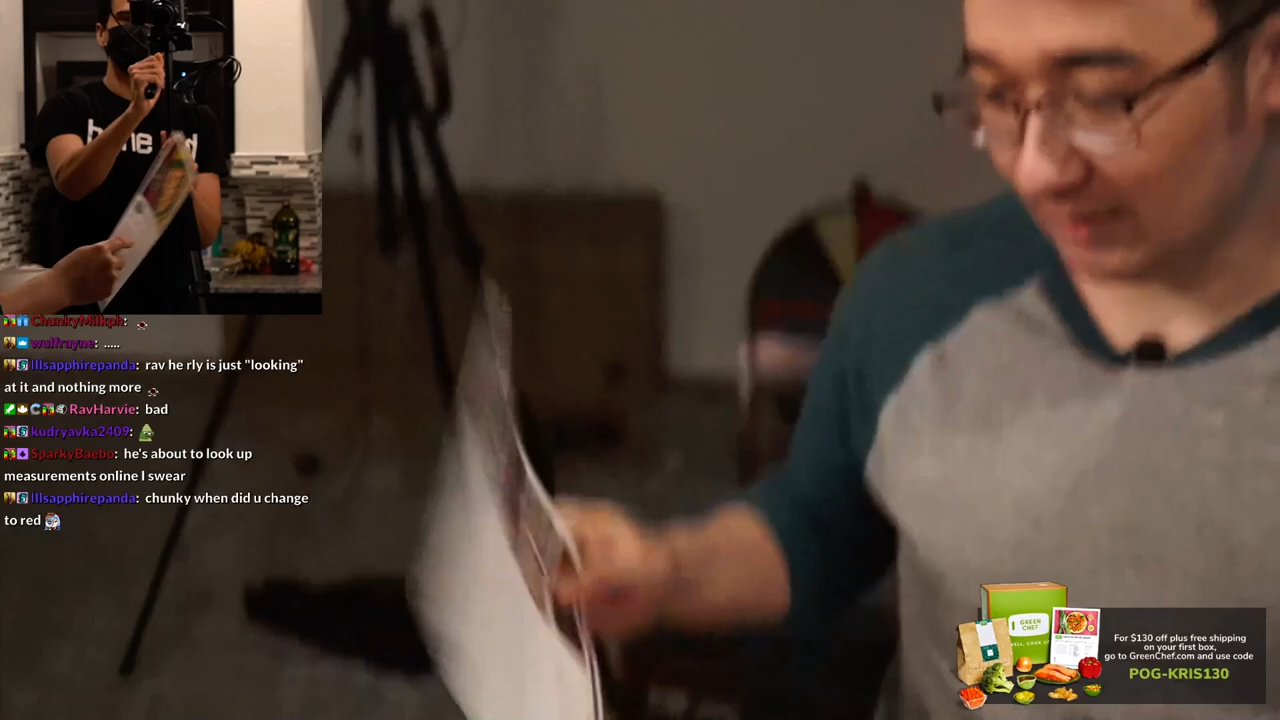 ChunkyMilkph:
wulfrayne: .....
lllsapphirepanda: rav he rly is just "looking"
at it and nothing more
RavHarvie: bad
kudryavka2409:
SparkyBaebo: he's about to look up
measurements online I swear
lllsapphirepanda: chunky when did u change
to red
GREEN
CHEF
For $130 off plus free shipping
on your first box,
go to GreenChef.com and use code
POG-KRIS130